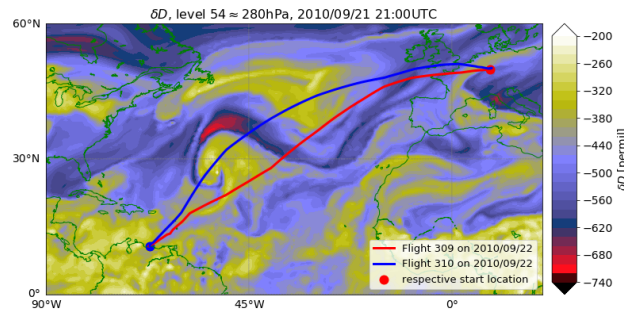 δD, level 54 ≈ 280hPa, 2010/09/21 21:00UTC
60°N
30°N
0°
90°W
45°W
0°
Flight 309 on 2010/09/22
Flight 310 on 2010/09/22
respective start location
−200
−260
−320
−380
−440
−500
−560
−620
−680
−740
δD [permil]